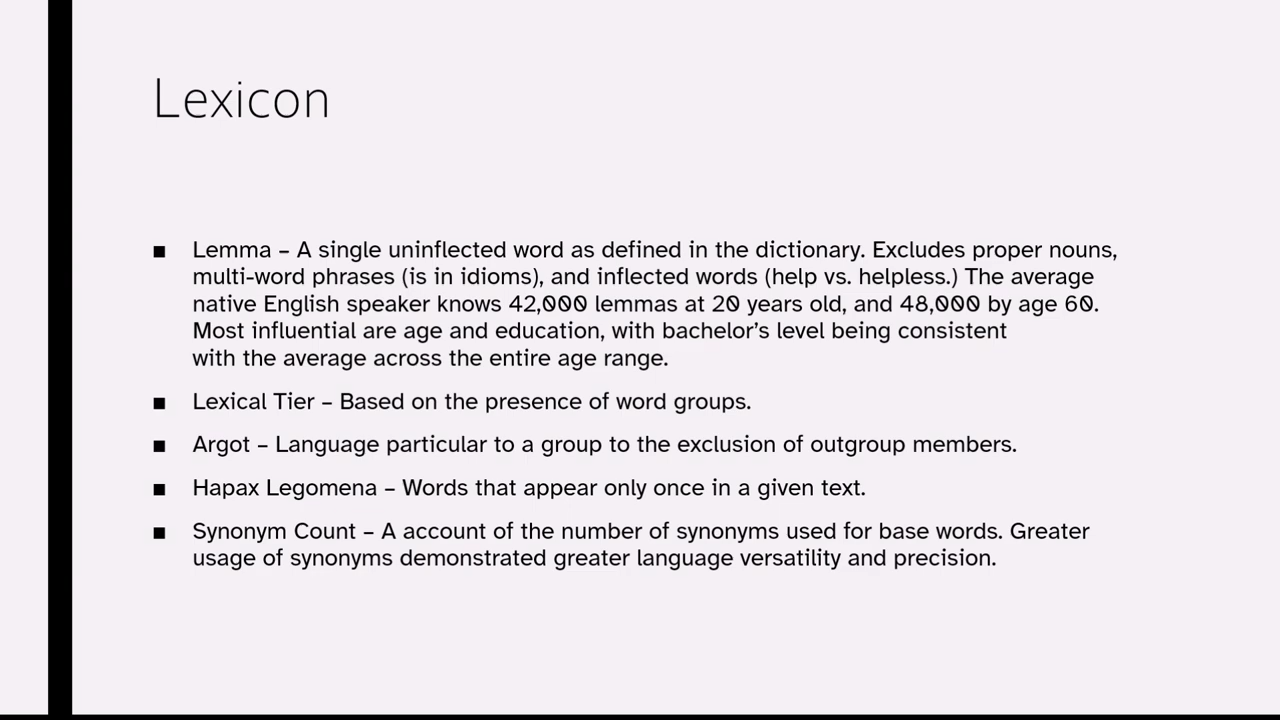 Lexicon
▪ Lemma – A single uninflected word as defined in the dictionary. Excludes proper nouns,
multi-word phrases (is in idioms), and inflected words (help vs. helpless.) The average
native English speaker knows 42,000 lemmas at 20 years old, and 48,000 by age 60.
Most influential are age and education, with bachelor’s level being consistent
with the average across the entire age range.
▪ Lexical Tier – Based on the presence of word groups.
▪ Argot – Language particular to a group to the exclusion of outgroup members.
▪ Hapax Legomena – Words that appear only once in a given text.
▪ Synonym Count – A account of the number of synonyms used for base words. Greater
usage of synonyms demonstrated greater language versatility and precision.